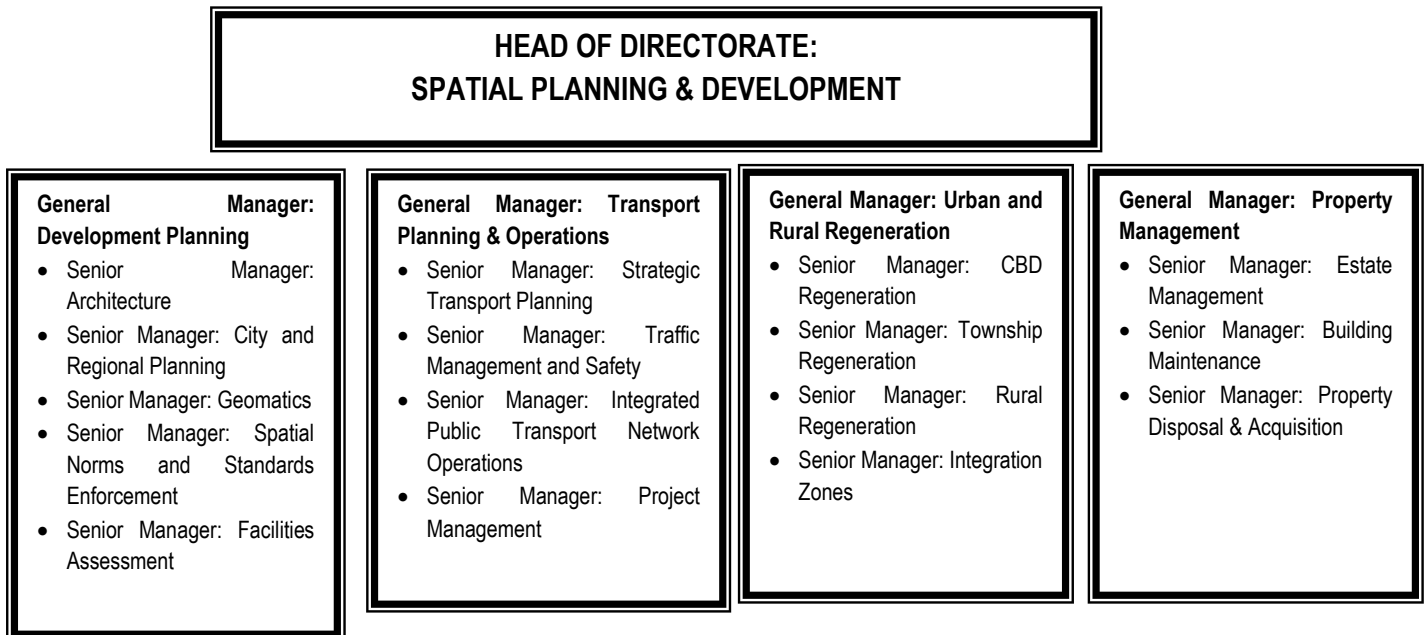 HEAD OF DIRECTORATE:
SPATIAL PLANNING & DEVELOPMENT
General Manager:
Development Planning
• Senior Manager:
Architecture
• Senior Manager: City and
Regional Planning
• Senior Manager: Geomatics
• Senior Manager: Spatial
Norms and Standards
Enforcement
• Senior Manager: Facilities
Assessment
General Manager: Transport
Planning & Operations
• Senior Manager: Strategic
Transport Planning
• Senior Manager: Traffic
Management and Safety
• Senior Manager: Integrated
Public Transport Network
Operations
• Senior Manager: Project
Management
General Manager: Urban and
Rural Regeneration
• Senior Manager: CBD
Regeneration
• Senior Manager: Township
Regeneration
• Senior Manager: Rural
Regeneration
• Senior Manager: Integration
Zones
General Manager: Property
Management
• Senior Manager: Estate
Management
• Senior Manager: Building
Maintenance
• Senior Manager: Property
Disposal & Acquisition